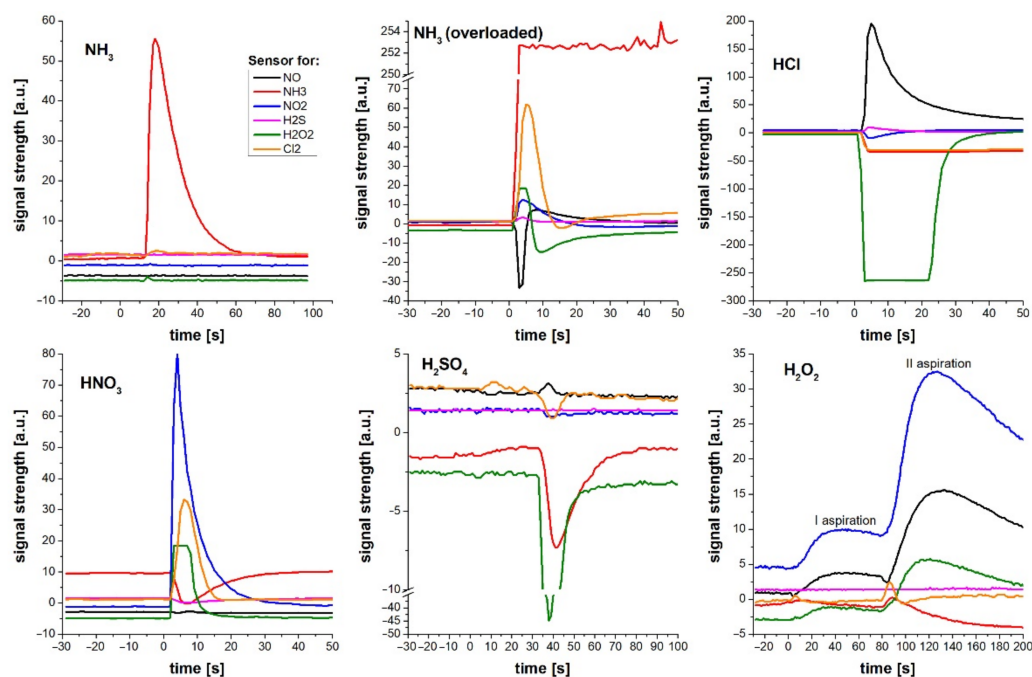 NH₃
signal strength [a.u.]
60
50
40
30
20
10
0
−10
Sensor for:
NO
NH3
NO2
H2S
H2O2
Cl2
−20 0 20 40 60 80 100
time [s]
NH₃ (overloaded)
signal strength [a.u.]
254
252
250
70
60
50
40
30
20
10
0
−10
−20
−30
−40
−30 −20 −10 0 10 20 30 40 50
time [s]
HCl
signal strength [a.u.]
200
150
100
50
0
−50
−100
−150
−200
−250
−300
−30 −20 −10 0 10 20 30 40 50
time [s]
HNO₃
signal strength [a.u.]
80
70
60
50
40
30
20
10
0
−10
−30 −20 −10 0 10 20 30 40 50
time [s]
H₂SO₄
signal strength [a.u.]
5
0
−5
−10
−40
−45
−50
−30 −20 −10 0 10 20 30 40 50 60 70 80 90 100
time [s]
H₂O₂
II aspiration
I aspiration
signal strength [a.u.]
35
30
25
20
15
10
5
0
−5
−30 −20 0 20 40 60 80 100 120 140 160 180 200
time [s]